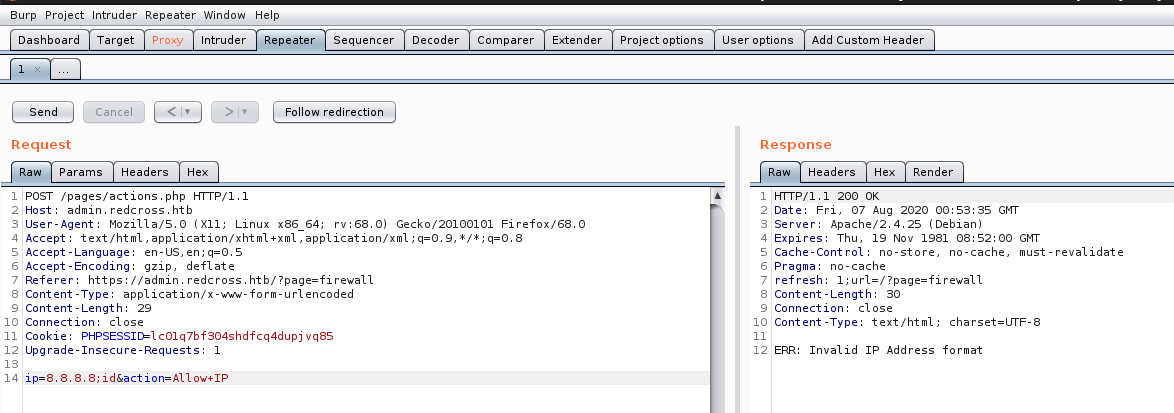 Burp Project Intruder Repeater Window Help
Dashboard Target Proxy Intruder Repeater Sequencer Decoder Comparer Extender Project options User options Add Custom Header
1 × ...
Send Cancel < > Follow redirection
Request
Raw Params Headers Hex
1 POST /pages/actions.php HTTP/1.1
2 Host: admin.redcross.htb
3 User-Agent: Mozilla/5.0 (X11; Linux x86_64; rv:68.0) Gecko/20100101 Firefox/68.0
4 Accept: text/html,application/xhtml+xml,application/xml;q=0.9,*/*;q=0.8
5 Accept-Language: en-US,en;q=0.5
6 Accept-Encoding: gzip, deflate
7 Referer: https://admin.redcross.htb/?page=firewall
8 Content-Type: application/x-www-form-urlencoded
9 Content-Length: 29
10 Connection: close
11 Cookie: PHPSESSID=lc01q7bf304shdfcq4dupjvq85
12 Upgrade-Insecure-Requests: 1
13
14 ip=8.8.8.8;id&action=Allow+IP
Response
Raw Headers Hex Render
1 HTTP/1.1 200 OK
2 Date: Fri, 07 Aug 2020 00:53:35 GMT
3 Server: Apache/2.4.25 (Debian)
4 Expires: Thu, 19 Nov 1981 08:52:00 GMT
5 Cache-Control: no-store, no-cache, must-revalidate
6 Pragma: no-cache
7 refresh: 1;url=/?page=firewall
8 Content-Length: 30
9 Connection: close
10 Content-Type: text/html; charset=UTF-8
11
12 ERR: Invalid IP Address format